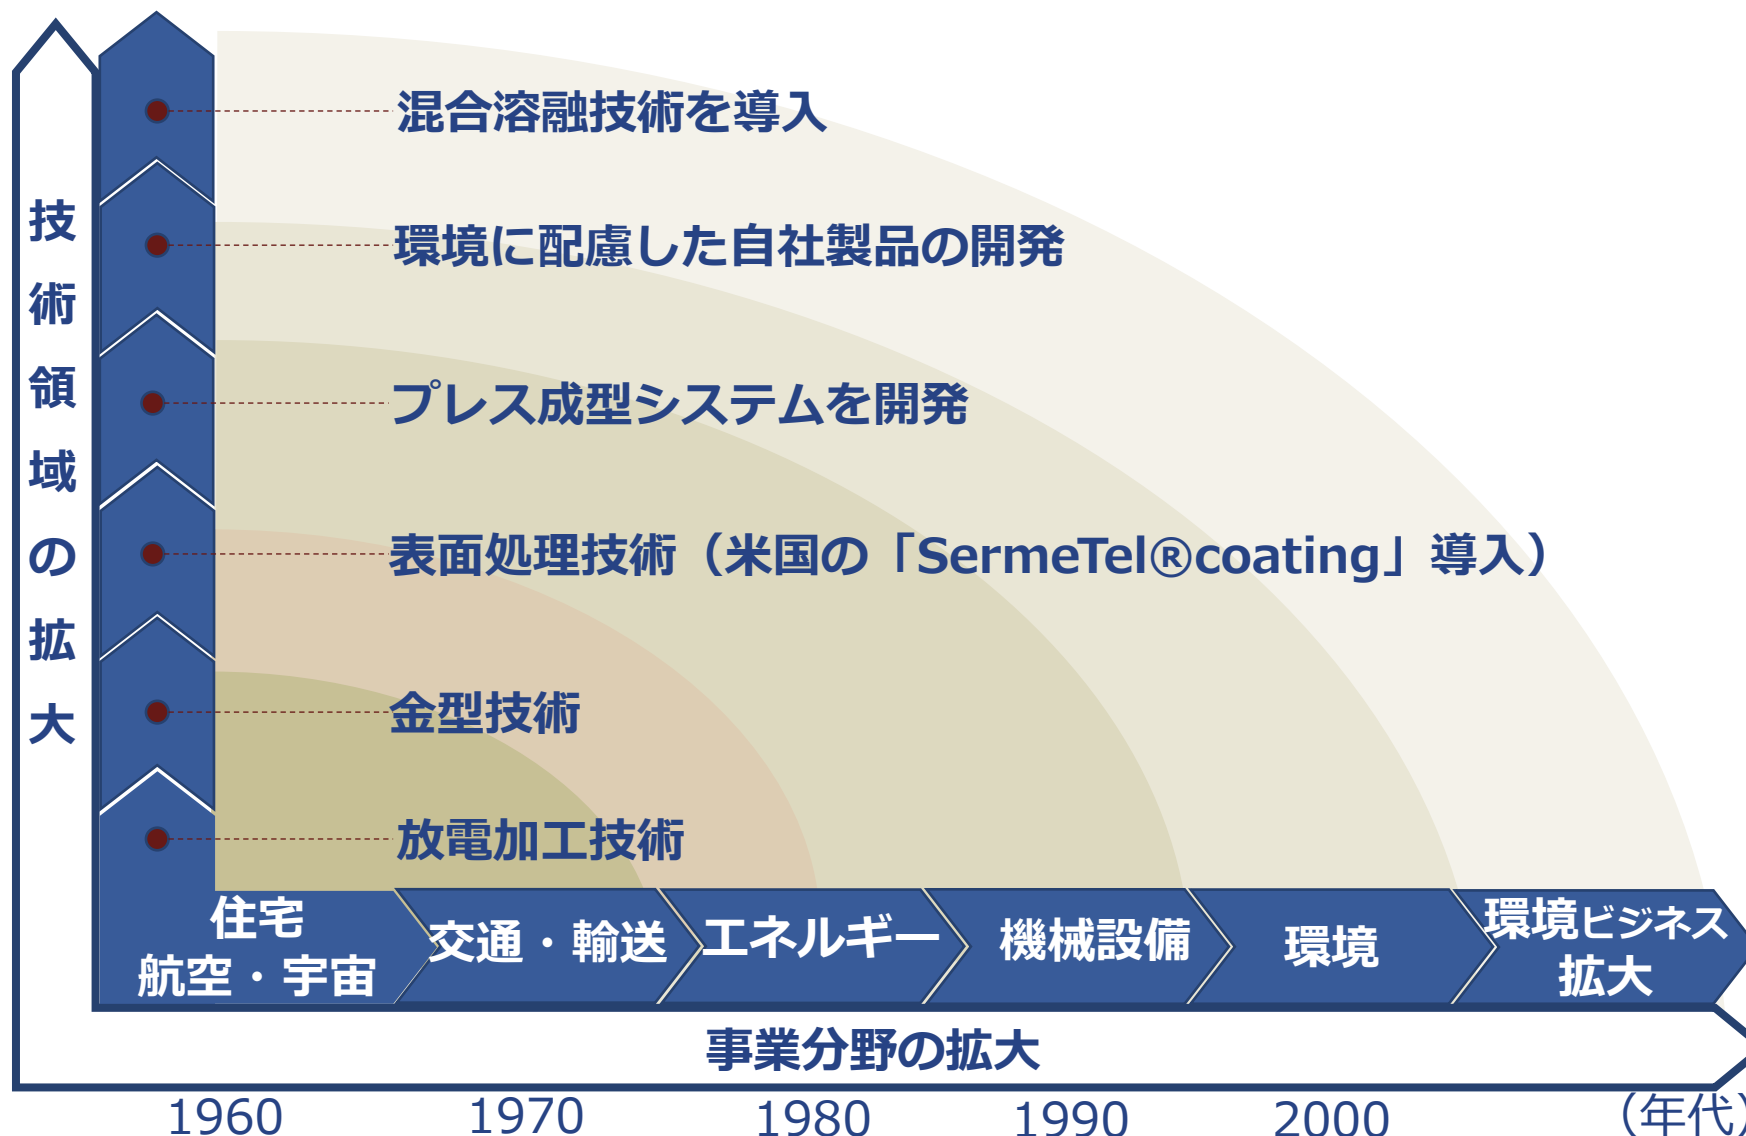 技術領域の拡大
混合溶融技術を導入
環境に配慮した自社製品の開発
プレス成型システムを開発
表面処理技術（米国の「SermeTel®coating」導入）
金型技術
放電加工技術
住宅
航空・宇宙
交通・輸送
エネルギー
機械設備
環境
環境ビジネス
拡大
事業分野の拡大
1960
1970
1980
1990
2000
（年代）